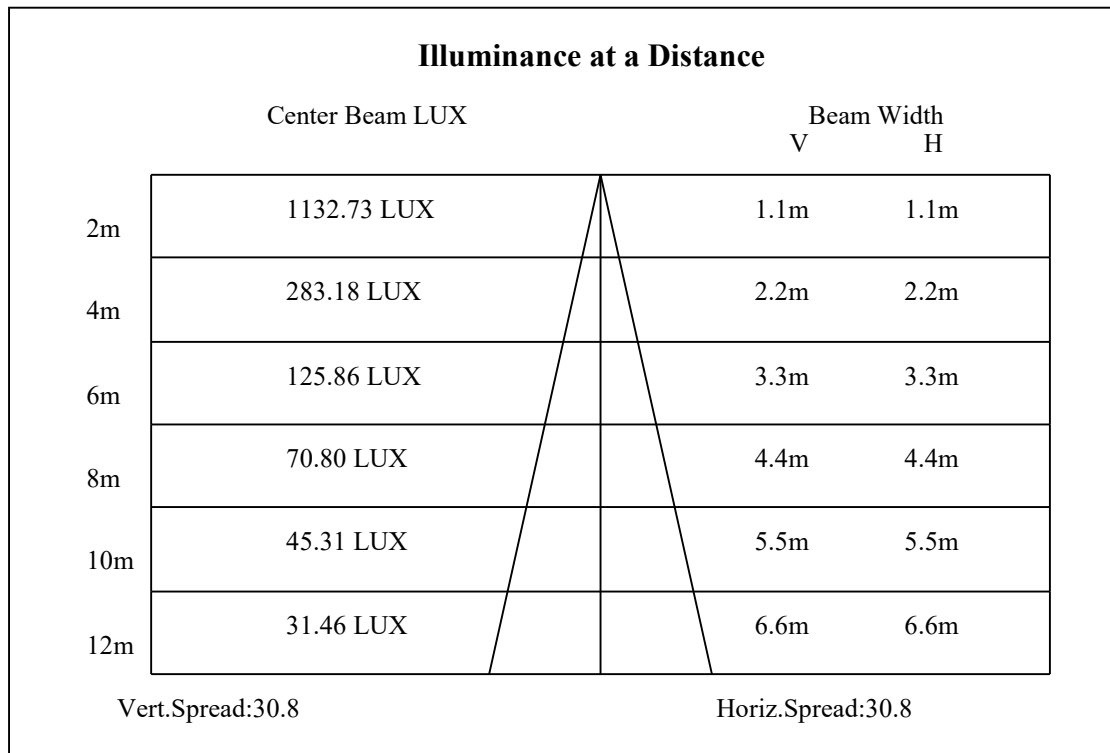 Illuminance at a Distance
Center Beam LUX Beam Width
V H
2m 1132.73 LUX 1.1m 1.1m
4m 283.18 LUX 2.2m 2.2m
6m 125.86 LUX 3.3m 3.3m
8m 70.80 LUX 4.4m 4.4m
10m 45.31 LUX 5.5m 5.5m
12m 31.46 LUX 6.6m 6.6m
Vert.Spread:30.8 Horiz.Spread:30.8